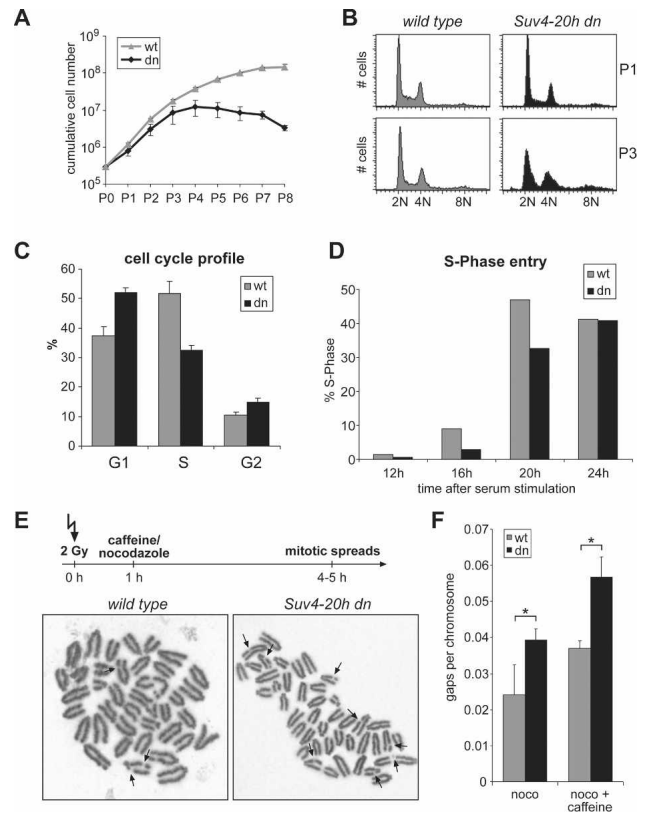 A
cumulative cell number
10⁹
10⁸
10⁷
10⁶
10⁵
wt
dn
P0 P1 P2 P3 P4 P5 P6 P7 P8
B
wild type Suv4-20h dn
# cells
P1
# cells
P3
2N 4N 8N 2N 4N 8N
C
cell cycle profile
%
60
50
40
30
20
10
0
wt
dn
G1 S G2
D
S-Phase entry
% S-Phase
50
40
30
20
10
0
wt
dn
12h 16h 20h 24h
time after serum stimulation
E
2 Gy caffeine/ nocodazole mitotic spreads
0 h 1 h 4-5 h
wild type Suv4-20h dn
F
gaps per chromosome
0.07
0.06
0.05
0.04
0.03
0.02
0.01
0
wt
dn
*
*
noco noco +
caffeine